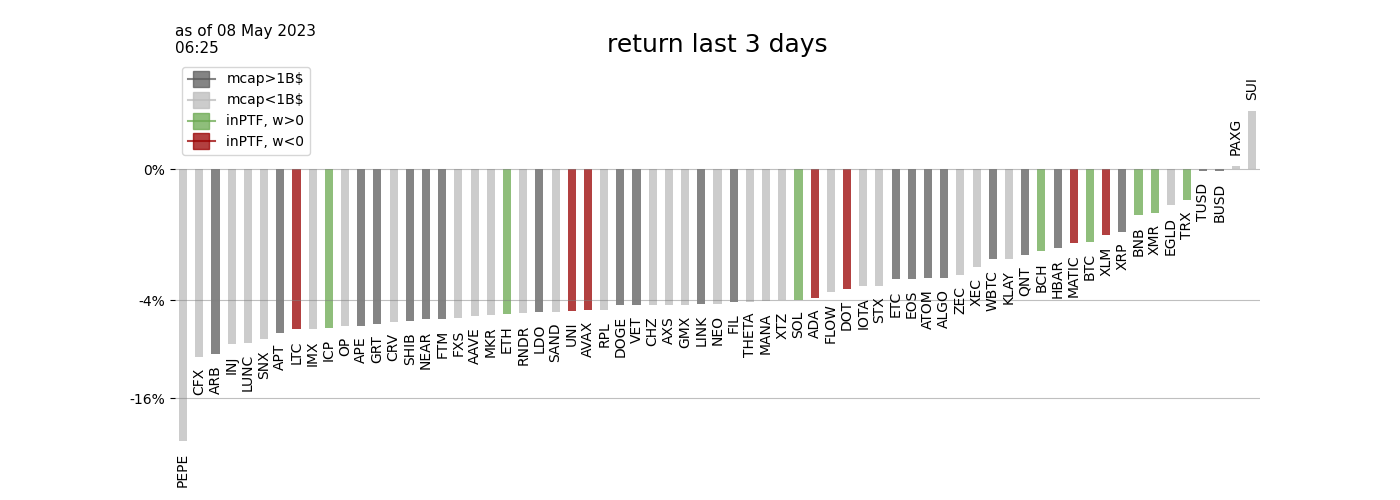 as of 08 May 2023
06:25
return last 3 days
mcap>1B$
mcap<1B$
inPTF, w>0
inPTF, w<0
0%
-4%
-16%
PEPE
CFX
ARB
INJ
LUNC
SNX
APT
LTC
IMX
ICP
OP
APE
GRT
CRV
SHIB
NEAR
FTM
FXS
AAVE
MKR
ETH
RNDR
LDO
SAND
UNI
AVAX
RPL
DOGE
VET
CHZ
AXS
GMX
LINK
NEO
FIL
THETA
MANA
XTZ
SOL
ADA
FLOW
DOT
IOTA
STX
ETC
EOS
ATOM
ALGO
ZEC
XEC
WBTC
KLAY
QNT
BCH
HBAR
MATIC
BTC
XLM
XRP
BNB
XMR
EGLD
TRX
TUSD
BUSD
PAXG
SUI